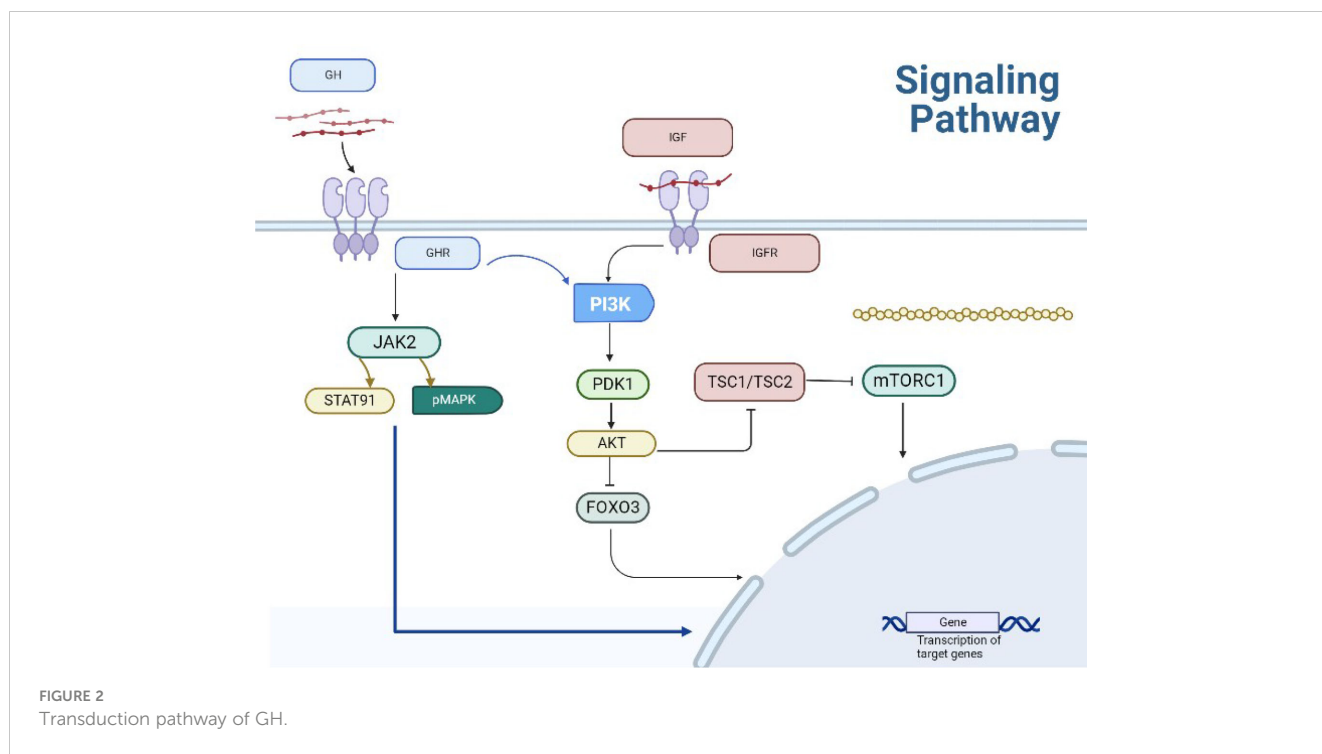 GH
Signaling
Pathway
IGF
GHR
IGFR
PI3K
JAK2
PDK1
TSC1/TSC2
mTORC1
STAT91
pMAPK
AKT
FOXO3
Gene
Transcription of
target genes
FIGURE 2
Transduction pathway of GH.